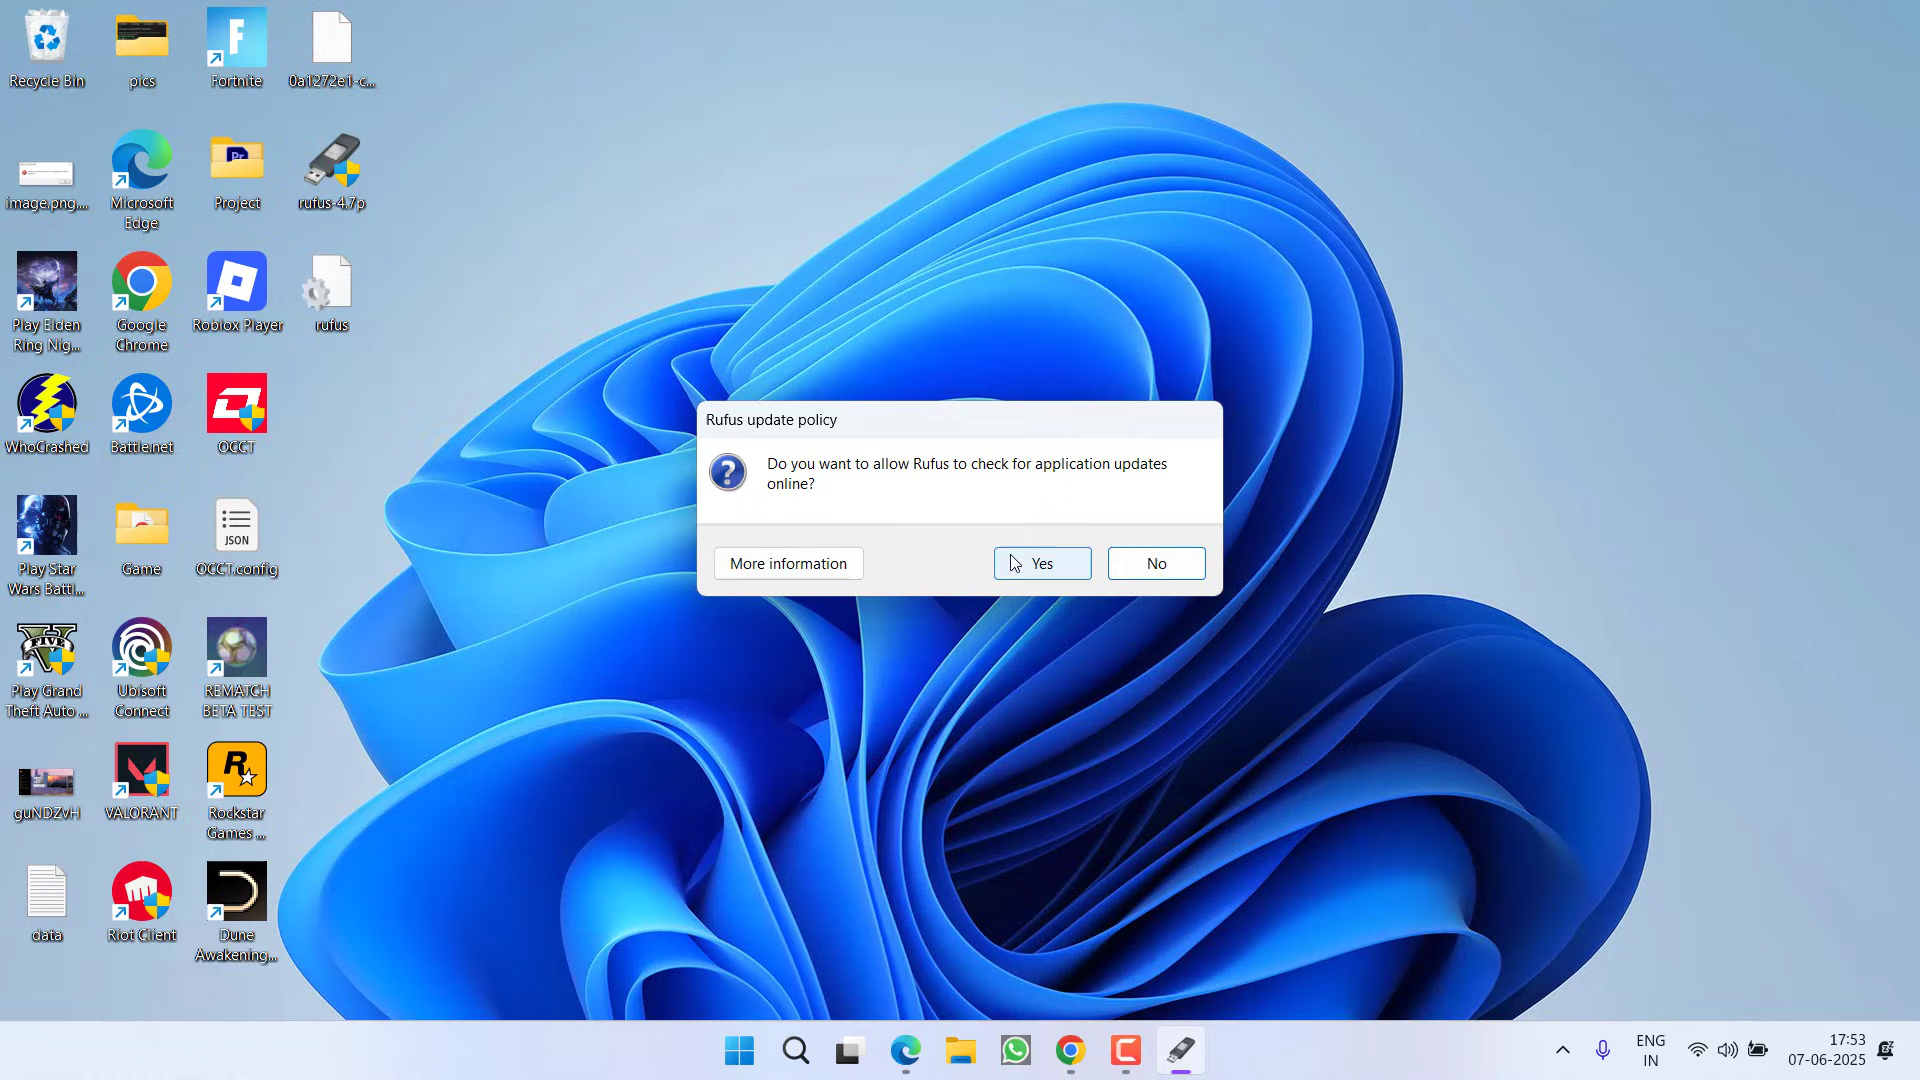 Recycle Bin
pics
Fortnite
0a1272e1-c...
image.png....
Microsoft
Edge
Project
rufus-4.7p
Play Elden
Ring Nig...
Google
Chrome
Roblox Player
rufus
WhoCrashed
Battle.net
OCCT
Play Star
Wars Battl...
Game
JSON
OCCT.config
FIVE
Play Grand
Theft Auto ...
Ubisoft
Connect
REMATCH
BETA TEST
guNDZvH
VALORANT
Rockstar
Games ...
data
Riot Client
Dune
Awakening...
Rufus update policy
Do you want to allow Rufus to check for application updates
online?
More information
Yes
No
ENG
IN
17:53
07-06-2025